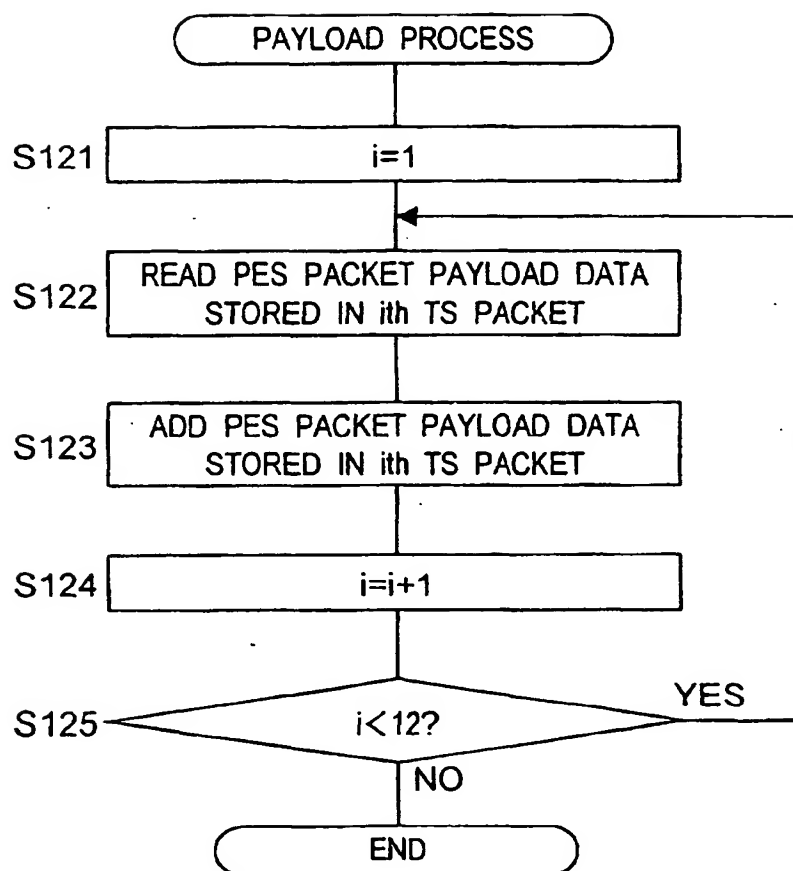 PAYLOAD PROCESS
S121
i=1
S122
READ PES PACKET PAYLOAD DATA
STORED IN ith TS PACKET
S123
ADD PES PACKET PAYLOAD DATA
STORED IN ith TS PACKET
S124
i=i+1
S125
i<12?
YES
NO
END